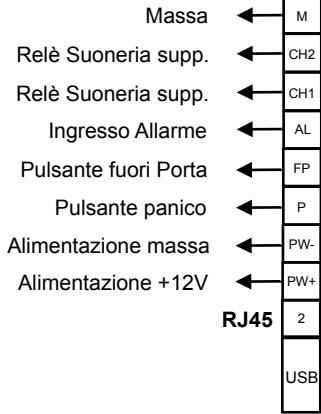 Massa M
Relè Suoneria supp. CH2
Relè Suoneria supp. CH1
Ingresso Allarme AL
Pulsante fuori Porta FP
Pulsante panico P
Alimentazione massa PW-
Alimentazione +12V PW+
RJ45 2
USB